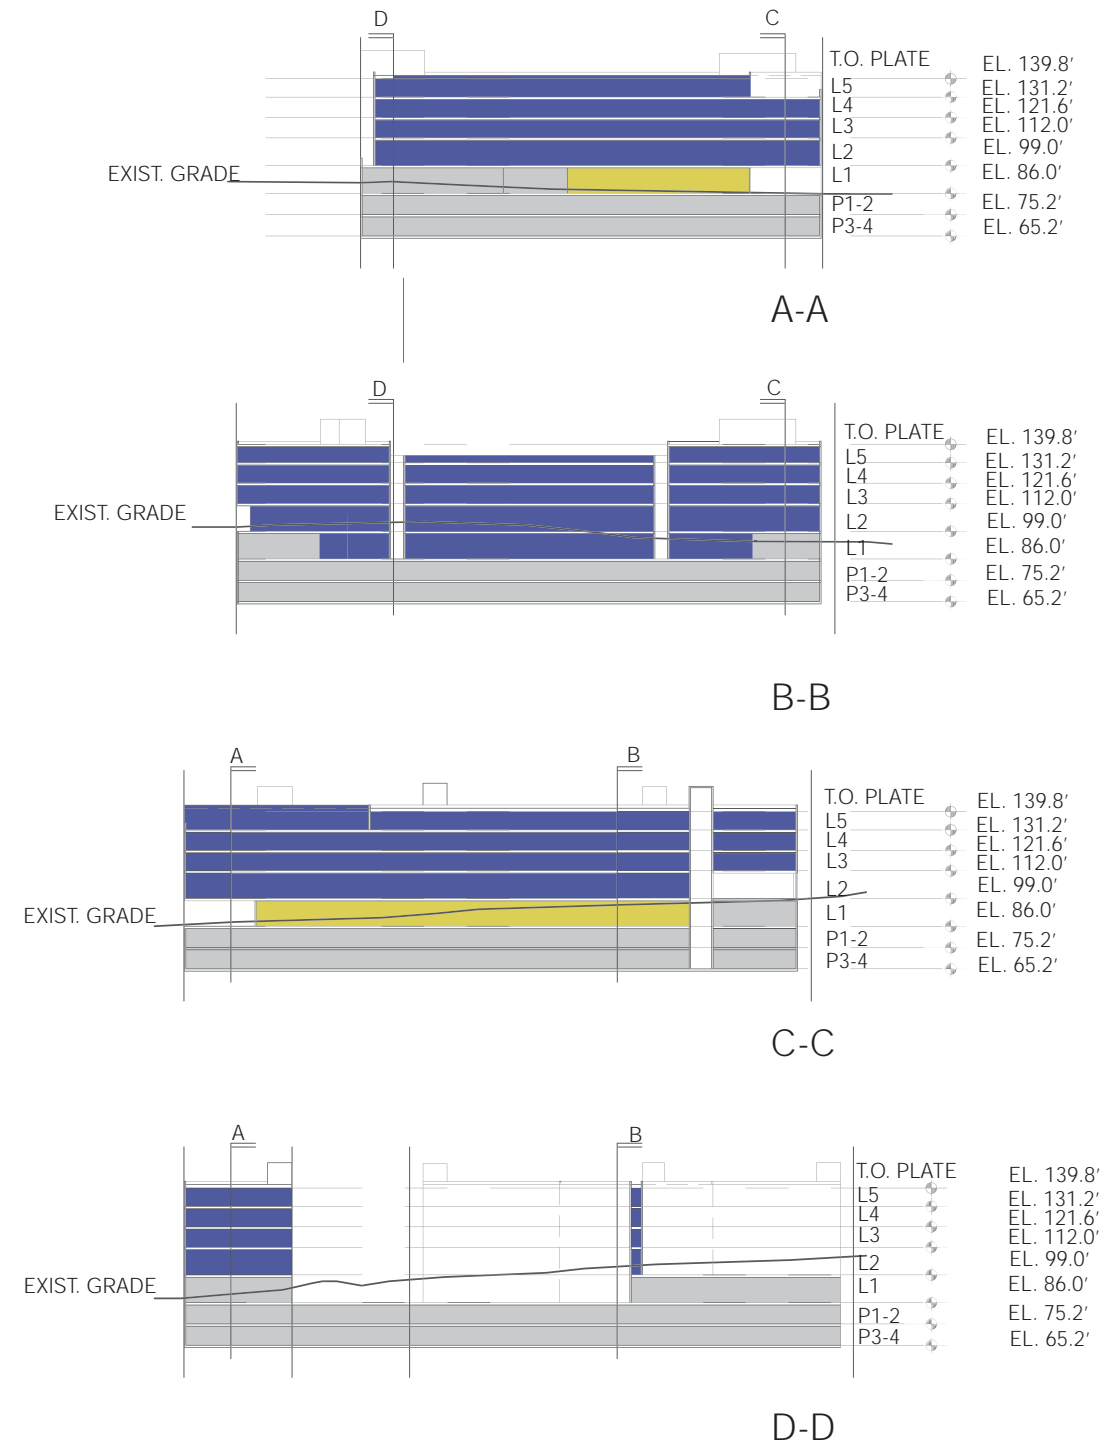 D
C
T.O. PLATE EL. 139.8'
L5 EL. 131.2'
L4 EL. 121.6'
L3 EL. 112.0'
L2 EL. 99.0'
EXIST. GRADE
L1 EL. 86.0'
P1-2 EL. 75.2'
P3-4 EL. 65.2'
A-A
D
C
T.O. PLATE EL. 139.8'
L5 EL. 131.2'
L4 EL. 121.6'
L3 EL. 112.0'
EXIST. GRADE
L2 EL. 99.0'
L1 EL. 86.0'
P1-2 EL. 75.2'
P3-4 EL. 65.2'
B-B
A
B
T.O. PLATE EL. 139.8'
L5 EL. 131.2'
L4 EL. 121.6'
L3 EL. 112.0'
L2 EL. 99.0'
EXIST. GRADE
L1 EL. 86.0'
P1-2 EL. 75.2'
P3-4 EL. 65.2'
C-C
A
B
T.O. PLATE EL. 139.8'
L5 EL. 131.2'
L4 EL. 121.6'
L3 EL. 112.0'
L2 EL. 99.0'
EXIST. GRADE
L1 EL. 86.0'
P1-2 EL. 75.2'
P3-4 EL. 65.2'
D-D